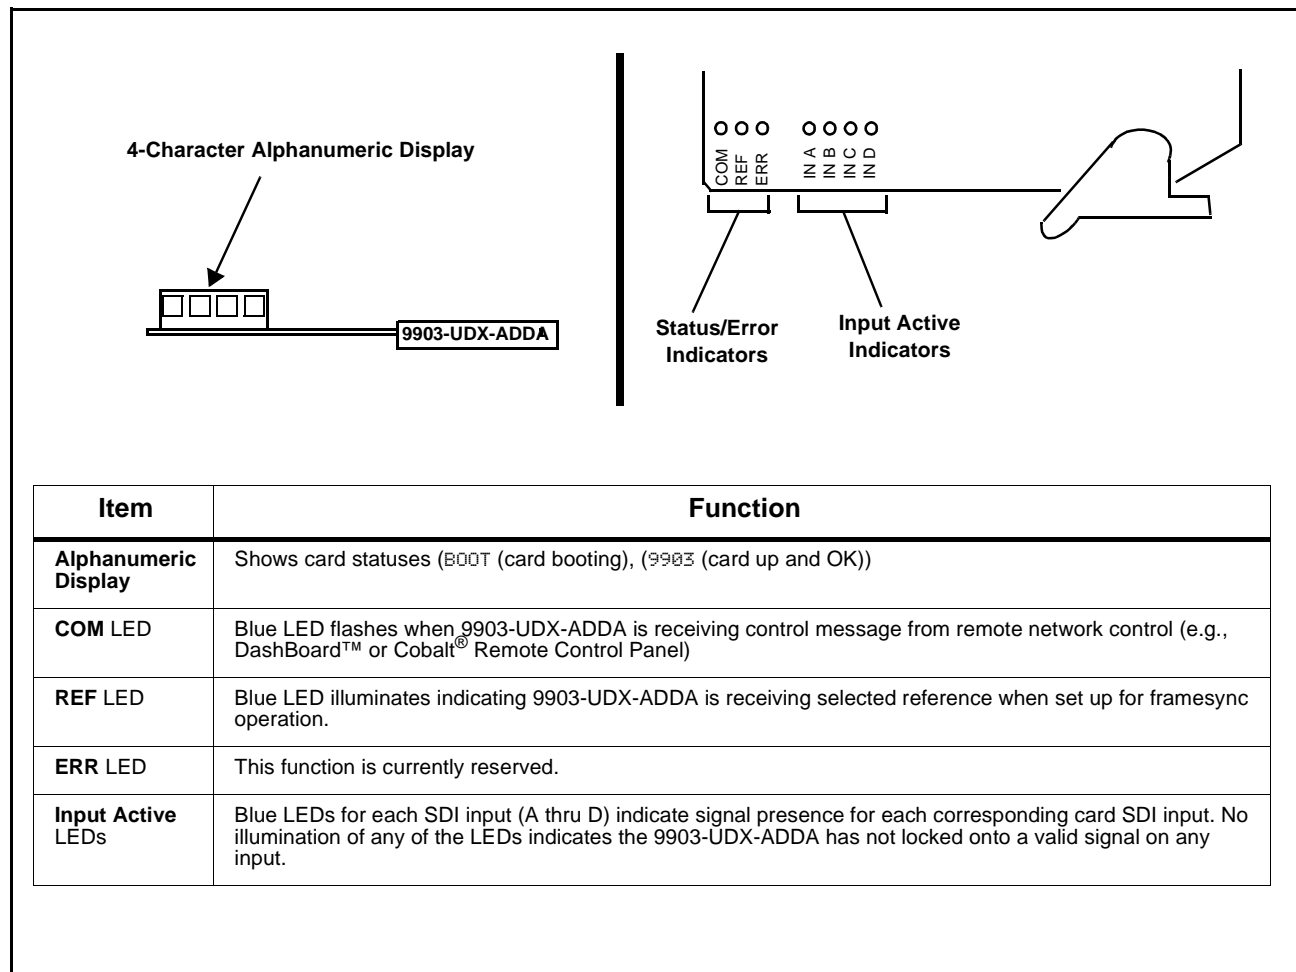 4-Character Alphanumeric Display
9903-UDX-ADDA
COM
REF
ERR
IN A
IN B
IN C
IN D
Status/Error
Indicators
Input Active
Indicators
Item
Function
Alphanumeric
Display
Shows card statuses (BOOT (card booting), (9903 (card up and OK))
COM LED
Blue LED flashes when 9903-UDX-ADDA is receiving control message from remote network control (e.g.,
DashBoard™ or Cobalt® Remote Control Panel)
REF LED
Blue LED illuminates indicating 9903-UDX-ADDA is receiving selected reference when set up for framesync
operation.
ERR LED
This function is currently reserved.
Input Active
LEDs
Blue LEDs for each SDI input (A thru D) indicate signal presence for each corresponding card SDI input. No
illumination of any of the LEDs indicates the 9903-UDX-ADDA has not locked onto a valid signal on any
input.